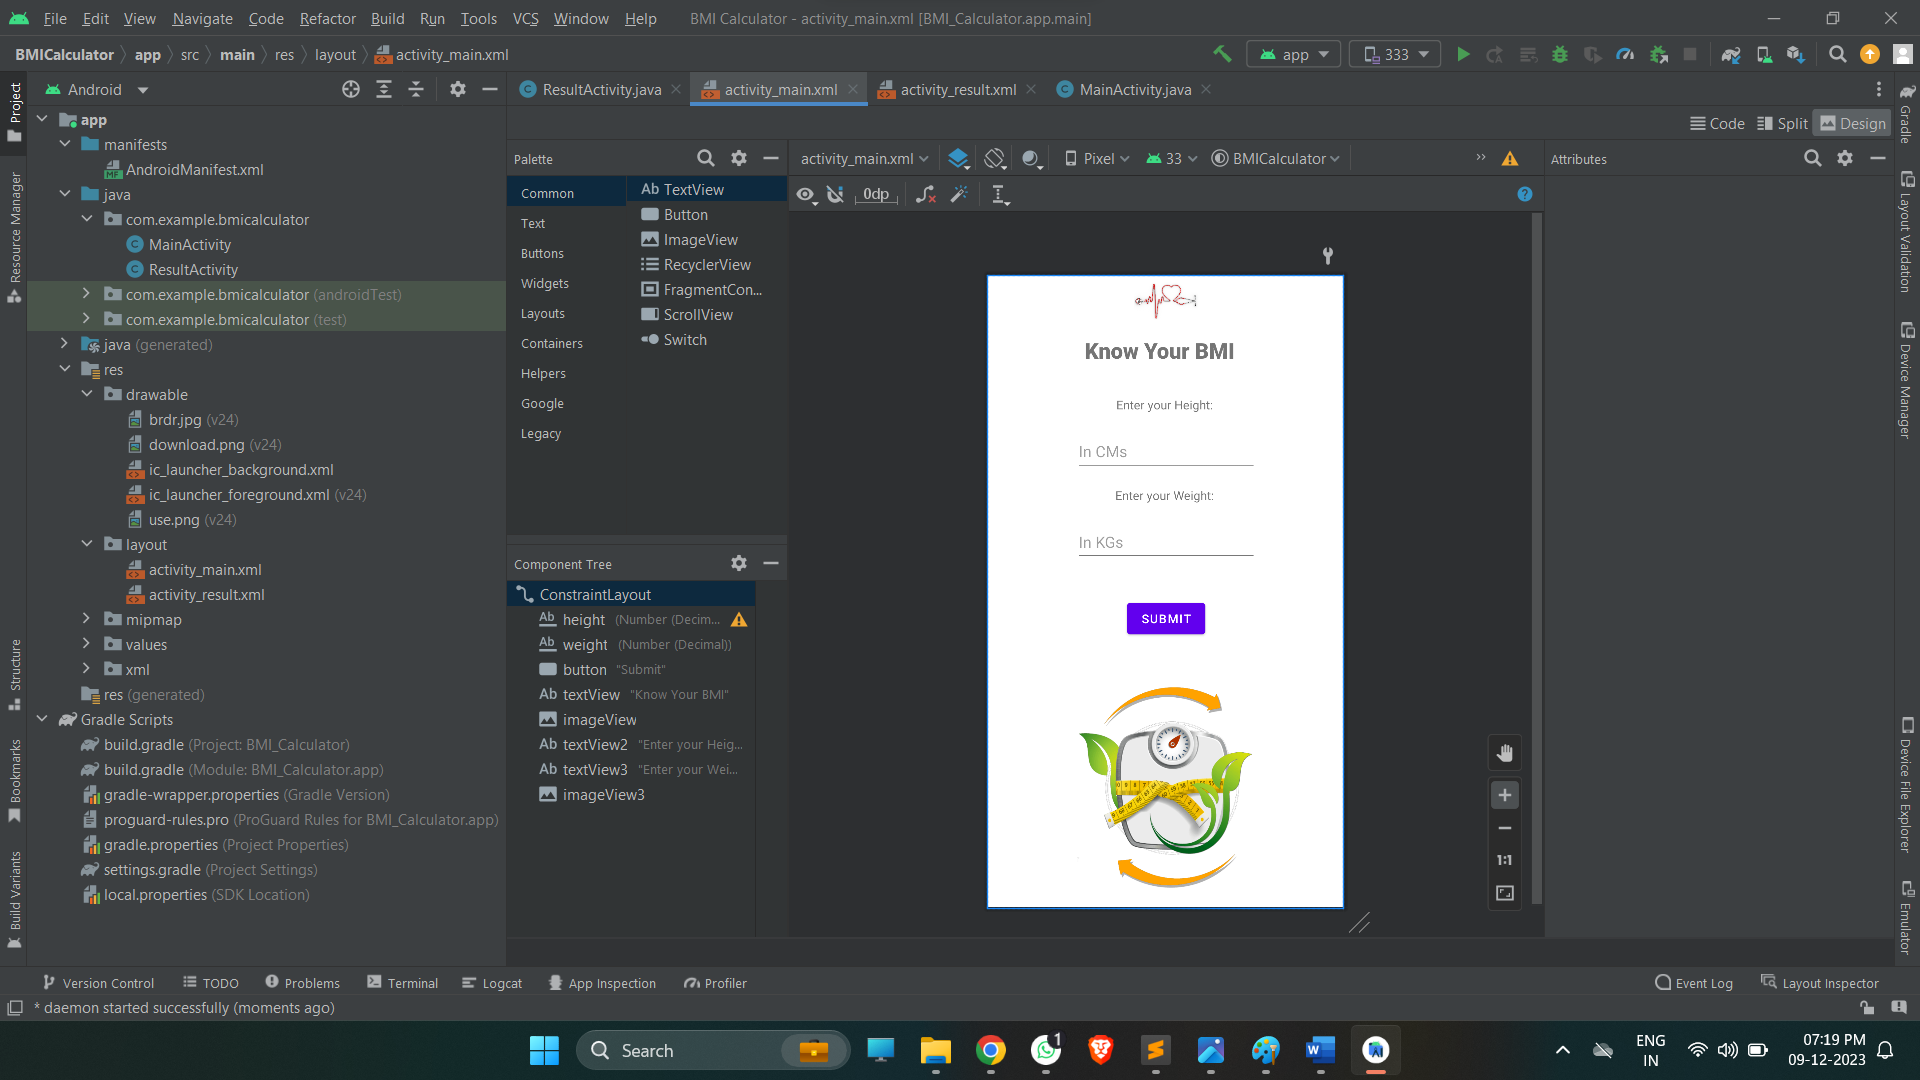 File Edit View Navigate Code Refactor Build Run Tools VCS Window Help BMI Calculator - activity_main.xml [BMI_Calculator.app.main]
BMICalculator app src main res layout activity_main.xml app 333
Project
Resource Manager
Structure
Bookmarks
Build Variants
Android
app
manifests
AndroidManifest.xml
java
com.example.bmicalculator
MainActivity
ResultActivity
com.example.bmicalculator (androidTest)
com.example.bmicalculator (test)
java (generated)
res
drawable
brdr.jpg (v24)
download.png (v24)
ic_launcher_background.xml
ic_launcher_foreground.xml (v24)
use.png (v24)
layout
activity_main.xml
activity_result.xml
mipmap
values
xml
res (generated)
Gradle Scripts
build.gradle (Project: BMI_Calculator)
build.gradle (Module: BMI_Calculator.app)
gradle-wrapper.properties (Gradle Version)
proguard-rules.pro (ProGuard Rules for BMI_Calculator.app)
gradle.properties (Project Properties)
settings.gradle (Project Settings)
local.properties (SDK Location)
ResultActivity.java activity_main.xml activity_result.xml MainActivity.java
Code Split Design
Palette
Common
Text
Buttons
Widgets
Layouts
Containers
Helpers
Google
Legacy
Ab TextView
Button
ImageView
RecyclerView
FragmentCon...
ScrollView
Switch
Component Tree
ConstraintLayout
Ab height (Number (Decim...
Ab weight (Number (Decimal))
button "Submit"
Ab textView "Know Your BMI"
imageView
Ab textView2 "Enter your Heig...
Ab textView3 "Enter your Wei...
imageView3
activity_main.xml Pixel 33 BMICalculator
0dp
Know Your BMI
Enter your Height:
In CMs
Enter your Weight:
In KGs
SUBMIT
1:1
Attributes
Gradle
Layout Validation
Device Manager
Device File Explorer
Emulator
Version Control TODO Problems Terminal Logcat App Inspection Profiler Event Log Layout Inspector
* daemon started successfully (moments ago)
Search
1
ENG
IN
07:19 PM
09-12-2023